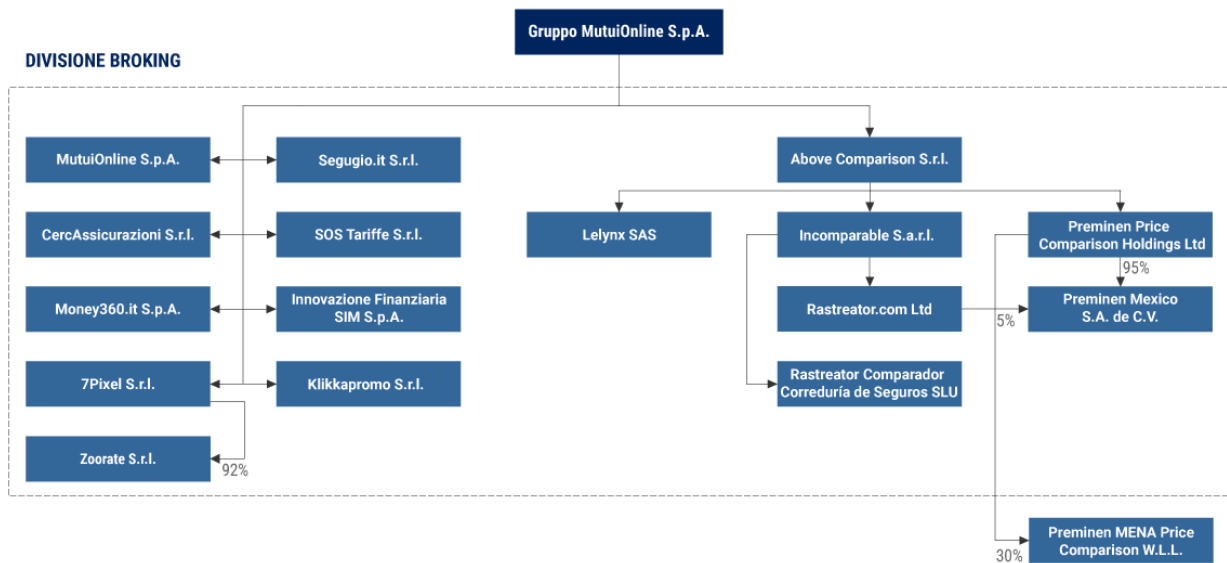 Gruppo MutuiOnline S.p.A.
DIVISIONE BROKING
MutuiOnline S.p.A.
Segugio.it S.r.l.
Above Comparison S.r.l.
CercAssicurazioni S.r.l.
SOS Tariffe S.r.l.
Lelynx SAS
Incomparable S.a.r.l.
Preminen Price
Comparison Holdings Ltd
95%
Money360.it S.p.A.
Innovazione Finanziaria
SIM S.p.A.
Rastreator.com Ltd
5%
Preminen Mexico
S.A. de C.V.
7Pixel S.r.l.
Klikkapromo S.r.l.
Rastreator Comparador
Correduría de Seguros SLU
Zoorate S.r.l.
92%
30%
Preminen MENA Price
Comparison W.L.L.